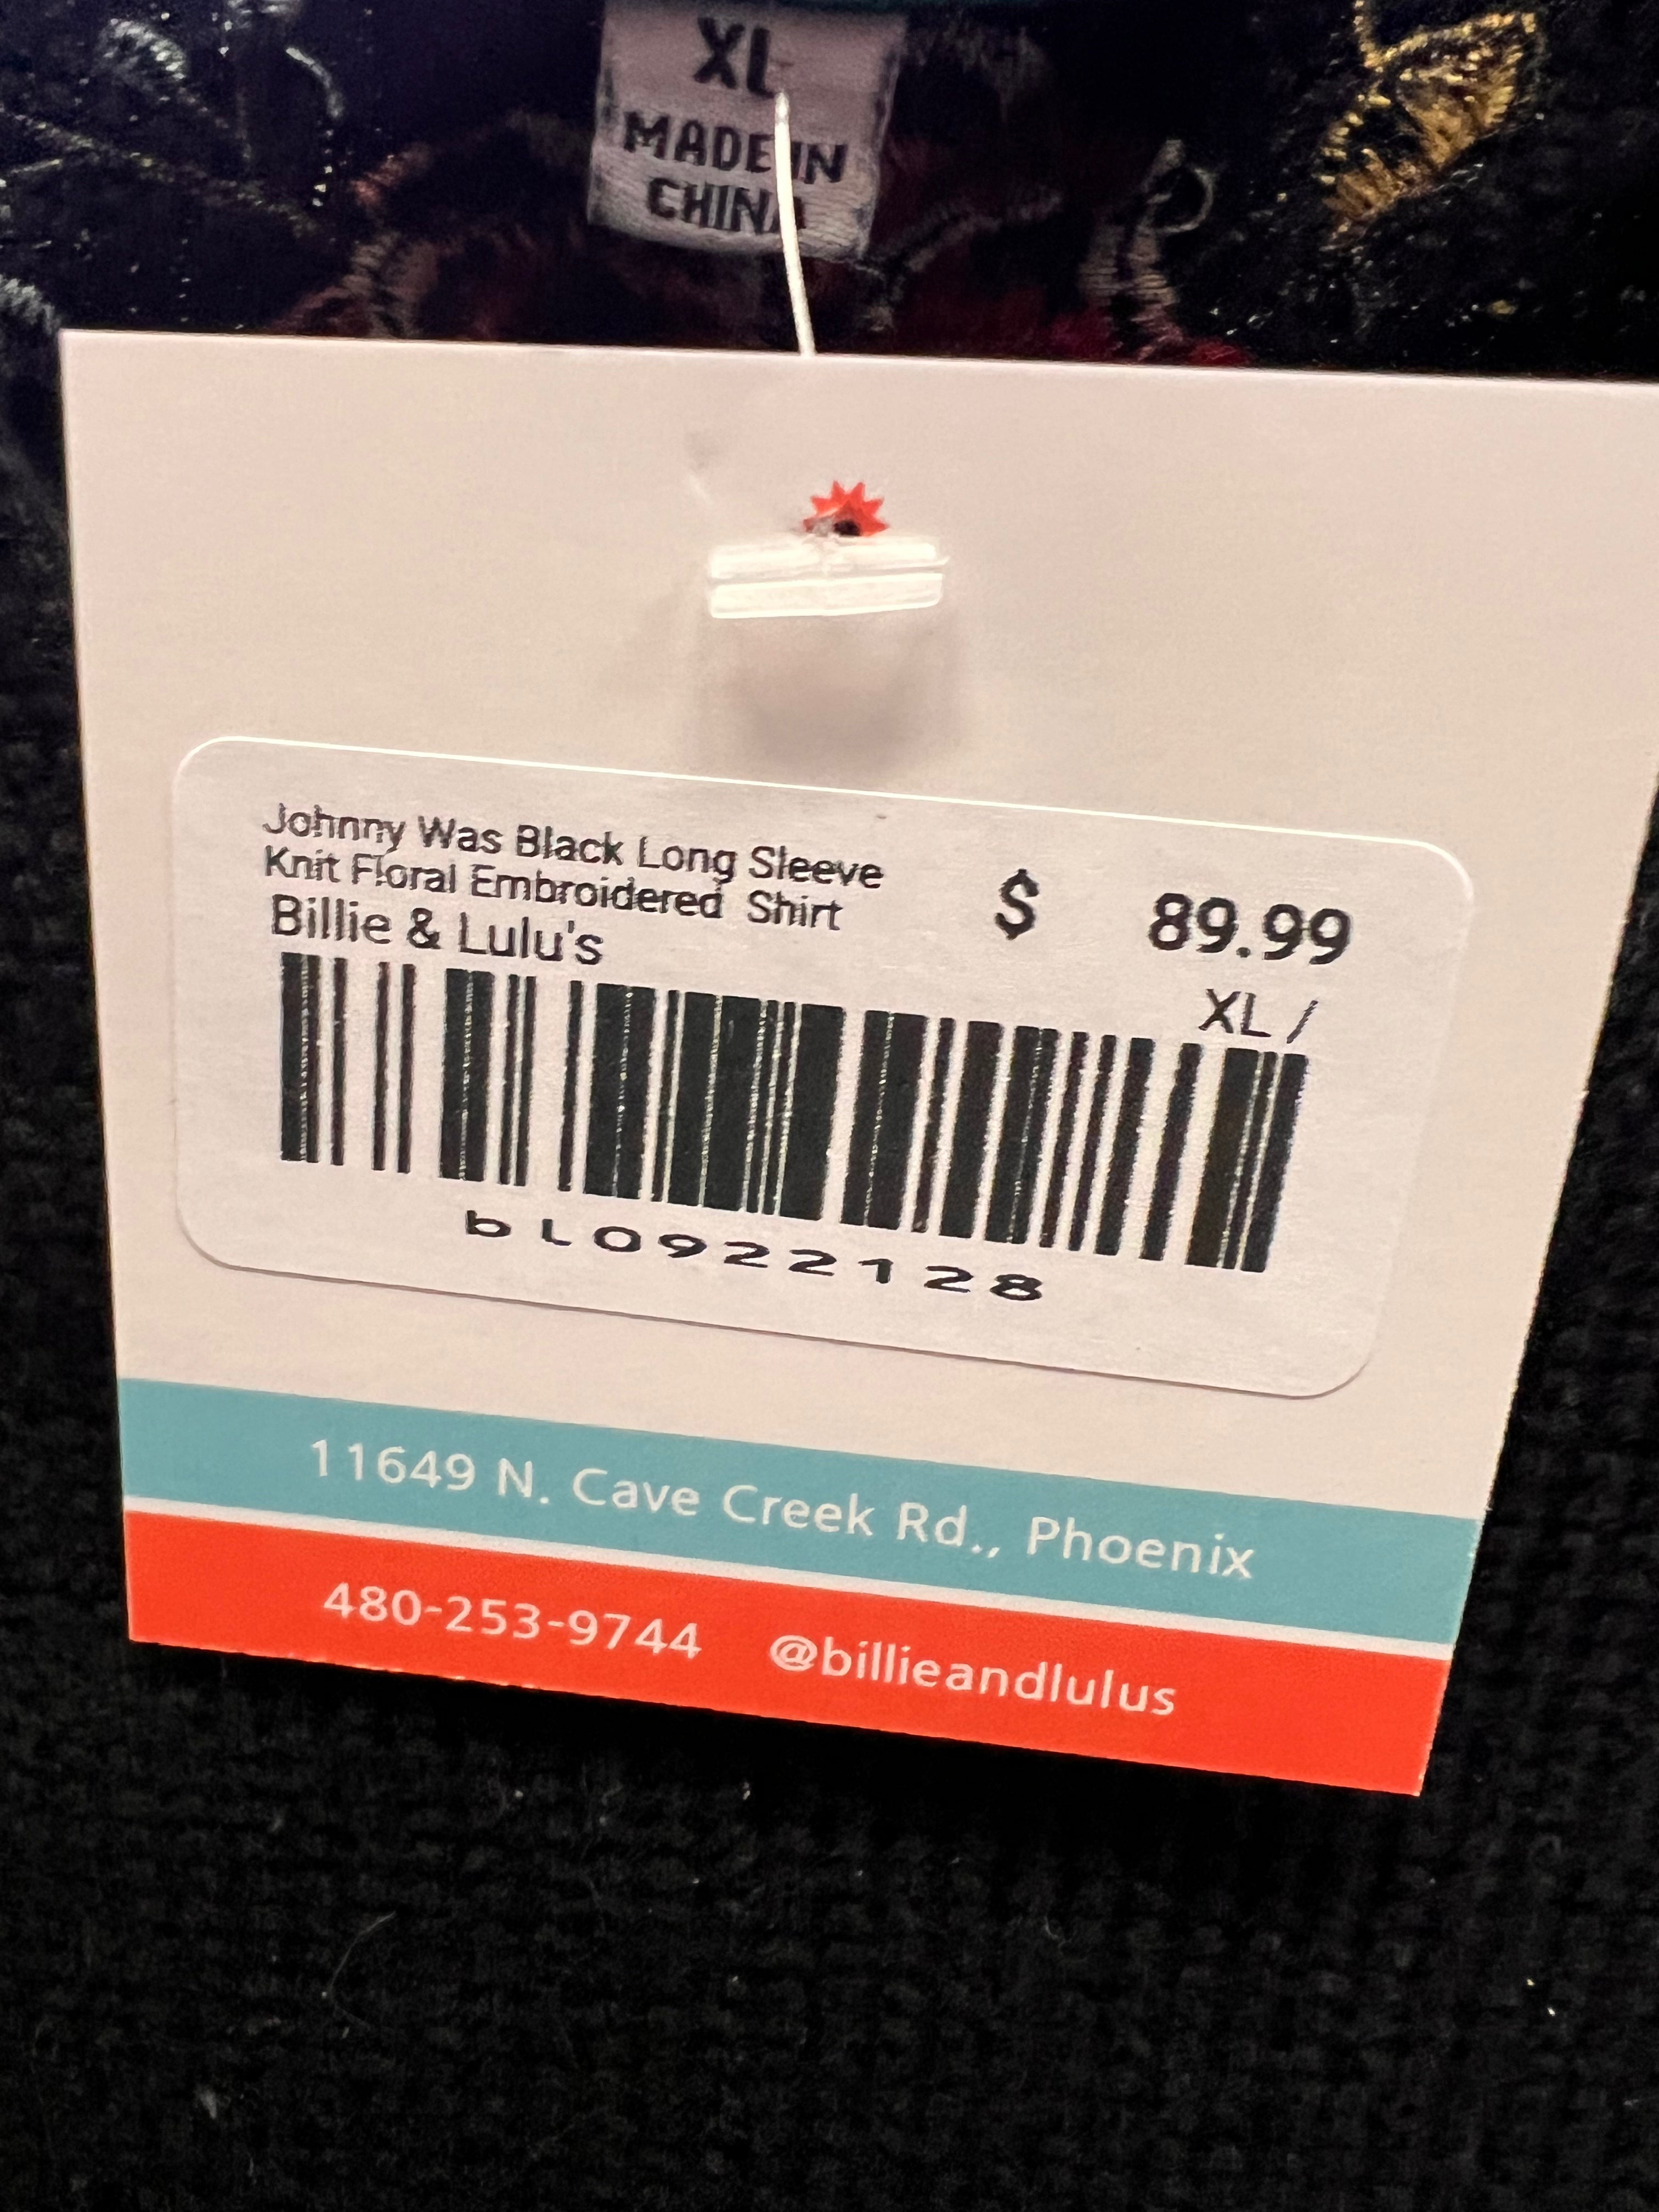 XL
MADE IN
CHINA
Johnny Was Black Long Sleeve
Knit Floral Embroidered Shirt
Billie & Lulu's
$ 89.99
XL /
bL0922128
11649 N. Cave Creek Rd., Phoenix
480-253-9744 @billieandlulus